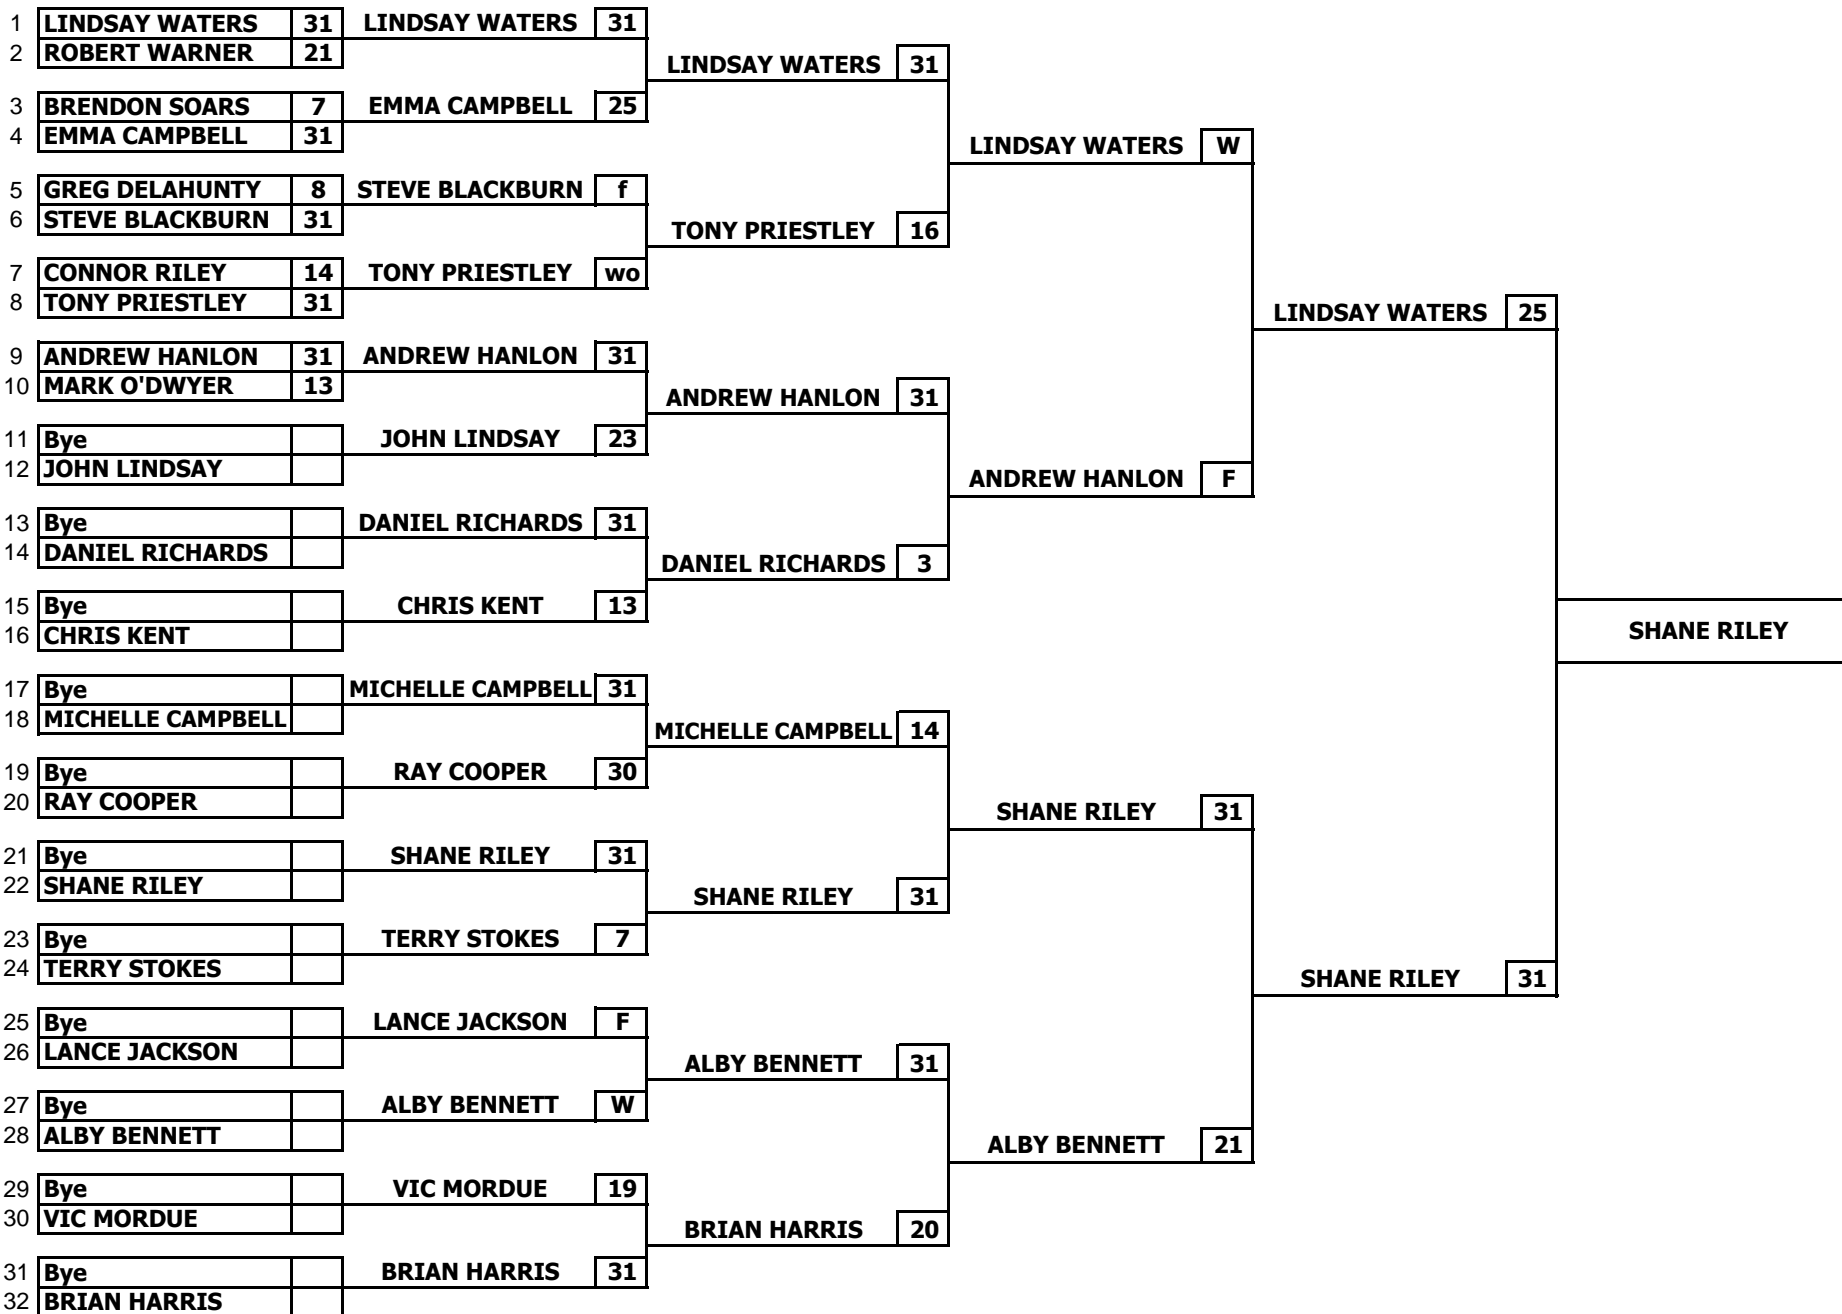 1 LINDSAY WATERS 31 LINDSAY WATERS 31
2 ROBERT WARNER 21
LINDSAY WATERS 31
3 BRENDON SOARS 7 EMMA CAMPBELL 25
4 EMMA CAMPBELL 31
LINDSAY WATERS W
5 GREG DELAHUNTY 8 STEVE BLACKBURN f
6 STEVE BLACKBURN 31
TONY PRIESTLEY 16
7 CONNOR RILEY 14 TONY PRIESTLEY wo
8 TONY PRIESTLEY 31
LINDSAY WATERS 25
9 ANDREW HANLON 31 ANDREW HANLON 31
10 MARK O'DWYER 13
ANDREW HANLON 31
11 Bye JOHN LINDSAY 23
12 JOHN LINDSAY
ANDREW HANLON F
13 Bye DANIEL RICHARDS 31
14 DANIEL RICHARDS
DANIEL RICHARDS 3
15 Bye CHRIS KENT 13
16 CHRIS KENT
SHANE RILEY
17 Bye MICHELLE CAMPBELL 31
18 MICHELLE CAMPBELL
MICHELLE CAMPBELL 14
19 Bye RAY COOPER 30
20 RAY COOPER
SHANE RILEY 31
21 Bye SHANE RILEY 31
22 SHANE RILEY
SHANE RILEY 31
23 Bye TERRY STOKES 7
24 TERRY STOKES
SHANE RILEY 31
25 Bye LANCE JACKSON F
26 LANCE JACKSON
ALBY BENNETT 31
27 Bye ALBY BENNETT W
28 ALBY BENNETT
ALBY BENNETT 21
29 Bye VIC MORDUE 19
30 VIC MORDUE
BRIAN HARRIS 20
31 Bye BRIAN HARRIS 31
32 BRIAN HARRIS